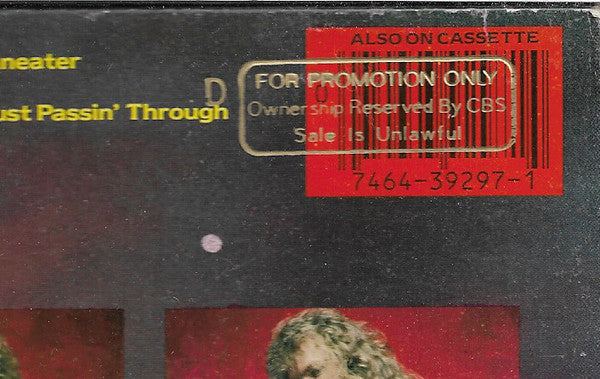 neater
ust Passin' Through
ALSO ON CASSETTE
D
FOR PROMOTION ONLY
Ownership Reserved By CBS
Sale Is Unlawful
7464-39297-1